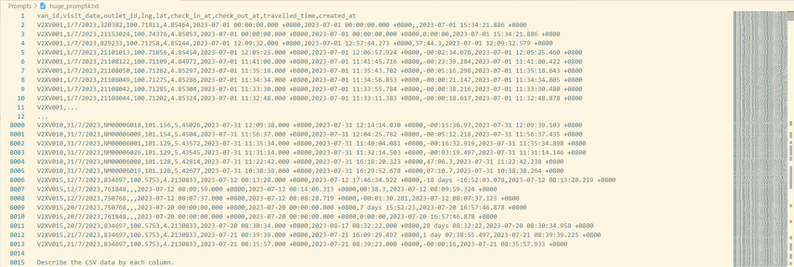 Prompts > huge_prompt4.txt
1 van_id,visit_date,outlet_id,lng,lat,check_in_at,check_out_at,travelled_time,created_at
2 V2XV001,1/7/2023,320382,100.71811,4.85464,2023-07-01 00:00:00.000 +0800,,2023-07-01 15:34:21.886 +0800
3 V2XV001,1/7/2023,21153024,100.74376,4.85053,2023-07-01 00:00:00.000 +0800,,2023-07-01 15:34:21.886 +0800
4 V2XV001,1/7/2023,829233,100.71258,4.85244,2023-07-01 12:09:32.000 +0800,2023-07-01 12:57:44.273 +0800,57:44.3,2023-07-01 12:09:32.579 +0800
5 V2XV001,1/7/2023,21101013,100.71856,4.85454,2023-07-01 12:05:25.000 +0800,2023-07-01 12:06:57.924 +0800,-00:02:34.076,2023-07-01 12:05:25.460 +0800
6 V2XV001,1/7/2023,21108122,100.71109,4.84972,2023-07-01 11:41:00.000 +0800,2023-07-01 11:41:45.716 +0800,-00:23:39.284,2023-07-01 11:41:00.422 +0800
7 V2XV001,1/7/2023,21108050,100.71282,4.85297,2023-07-01 11:35:18.000 +0800,2023-07-01 11:35:43.702 +0800,-00:05:16.298,2023-07-01 11:35:18.643 +0800
8 V2XV001,1/7/2023,21108049,100.71275,4.85286,2023-07-01 11:34:34.000 +0800,2023-07-01 11:34:56.853 +0800,-00:00:21.147,2023-07-01 11:34:34.805 +0800
9 V2XV001,1/7/2023,21108042,100.71285,4.85304,2023-07-01 11:33:30.000 +0800,2023-07-01 11:33:55.784 +0800,-00:00:38.216,2023-07-01 11:33:30.480 +0800
10 V2XV001,1/7/2023,21108044,100.71202,4.85324,2023-07-01 11:32:48.000 +0800,2023-07-01 11:33:11.383 +0800,-00:00:18.617,2023-07-01 11:32:48.878 +0800
11 V2XV001,...
12 ...
8000 V2XV010,31/7/2023,NM00006018,101.156,5.45026,2023-07-31 12:09:38.000 +0800,2023-07-31 12:14:14.030 +0800,-00:15:36.97,2023-07-31 12:09:39.103 +0800
8001 V2XV010,31/7/2023,NM00006009,101.154,5.4504,2023-07-31 11:56:37.000 +0800,2023-07-31 12:04:25.782 +0800,-00:05:12.218,2023-07-31 11:56:37.435 +0800
8002 V2XV010,31/7/2023,NM00006001,101.129,5.43572,2023-07-31 11:35:34.000 +0800,2023-07-31 11:40:04.081 +0800,-00:16:32.919,2023-07-31 11:35:34.898 +0800
8003 V2XV010,31/7/2023,NM00006026,101.129,5.43545,2023-07-31 11:31:14.000 +0800,2023-07-31 11:32:14.503 +0800,-00:03:19.497,2023-07-31 11:31:14.146 +0800
8004 V2XV010,31/7/2023,NM00006008,101.128,5.42814,2023-07-31 11:22:42.000 +0800,2023-07-31 16:18:20.323 +0800,47:06.3,2023-07-31 11:22:42.238 +0800
8005 V2XV010,31/7/2023,NM00006019,101.128,5.42677,2023-07-31 10:38:38.000 +0800,2023-07-31 16:29:52.678 +0800,07:10.7,2023-07-31 10:38:38.264 +0800
8006 V2XV015,12/7/2023,834697,100.5753,4.2130833,2023-07-12 08:13:28.000 +0800,2023-07-12 17:46:34.922 +0800,-18 days -16:52:03.078,2023-07-12 08:13:28.219 +0800
8007 V2XV015,12/7/2023,761848,,,2023-07-12 08:09:59.000 +0800,2023-07-12 08:14:06.313 +0800,00:38.3,2023-07-12 08:09:59.324 +0800
8008 V2XV015,12/7/2023,750768,,,2023-07-12 08:07:37.000 +0800,2023-07-12 08:08:28.719 +0800,-00:01:30.281,2023-07-12 08:07:37.123 +0800
8009 V2XV015,20/7/2023,750768,,,2023-07-20 00:00:00.000 +0800,2023-07-20 00:00:00.000 +0800,7 days 15:52:23,2023-07-20 16:57:46.878 +0800
8010 V2XV015,20/7/2023,761848,,,2023-07-20 00:00:00.000 +0800,2023-07-20 00:00:00.000 +0800,0:00:00,2023-07-20 16:57:46.878 +0800
8011 V2XV015,20/7/2023,834697,100.5753,4.2130833,2023-07-20 08:30:34.000 +0800,2023-08-17 08:32:22.000 +0800,28 days 08:32:22,2023-07-20 08:30:34.958 +0800
8012 V2XV015,21/7/2023,834697,100.5753,4.2130833,2023-07-21 08:39:39.000 +0800,2023-07-21 16:09:29.497 +0800,1 day 07:38:55.497,2023-07-21 08:39:39.225 +0800
8013 V2XV015,21/7/2023,834697,100.5753,4.2130833,2023-07-21 08:35:57.000 +0800,2023-07-21 08:39:23.000 +0800,-00:00:16,2023-07-21 08:35:57.933 +0800
8014
8015 Describe the CSV data by each column.